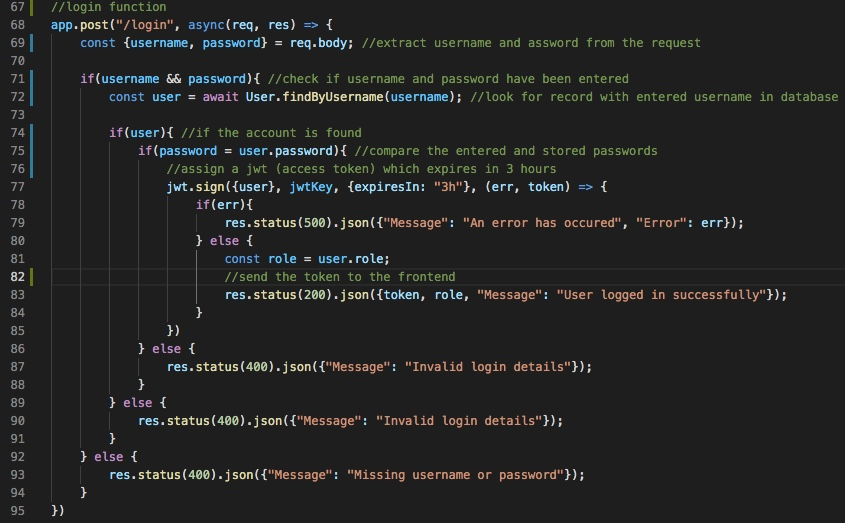 67 //login function
68 app.post("/login", async(req, res) => {
69     const {username, password} = req.body; //extract username and assword from the request
70
71     if(username && password){ //check if username and password have been entered
72         const user = await User.findByUsername(username); //look for record with entered username in database
73
74         if(user){ //if the account is found
75             if(password = user.password){ //compare the entered and stored passwords
76                 //assign a jwt (access token) which expires in 3 hours
77                 jwt.sign({user}, jwtKey, {expiresIn: "3h"}, (err, token) => {
78                     if(err){
79                         res.status(500).json({"Message": "An error has occured", "Error": err});
80                     } else {
81                         const role = user.role;
82                         //send the token to the frontend
83                         res.status(200).json({token, role, "Message": "User logged in successfully"});
84                     }
85                 })
86             } else {
87                 res.status(400).json({"Message": "Invalid login details"});
88             }
89         } else {
90             res.status(400).json({"Message": "Invalid login details"});
91         }
92     } else {
93         res.status(400).json({"Message": "Missing username or password"});
94     }
95 })